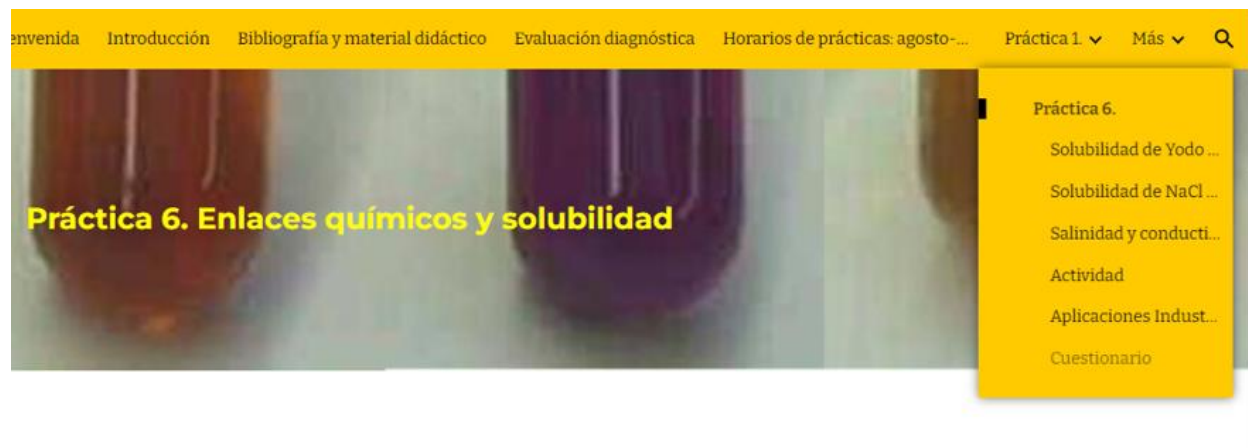 envenida Introducción Bibliografía y material didáctico Evaluación diagnóstica Horarios de prácticas: agosto-... Práctica 1. Más
Práctica 6. Enlaces químicos y solubilidad
Práctica 6.
Solubilidad de Yodo ...
Solubilidad de NaCl ...
Salinidad y conducti...
Actividad
Aplicaciones Indust...
Cuestionario